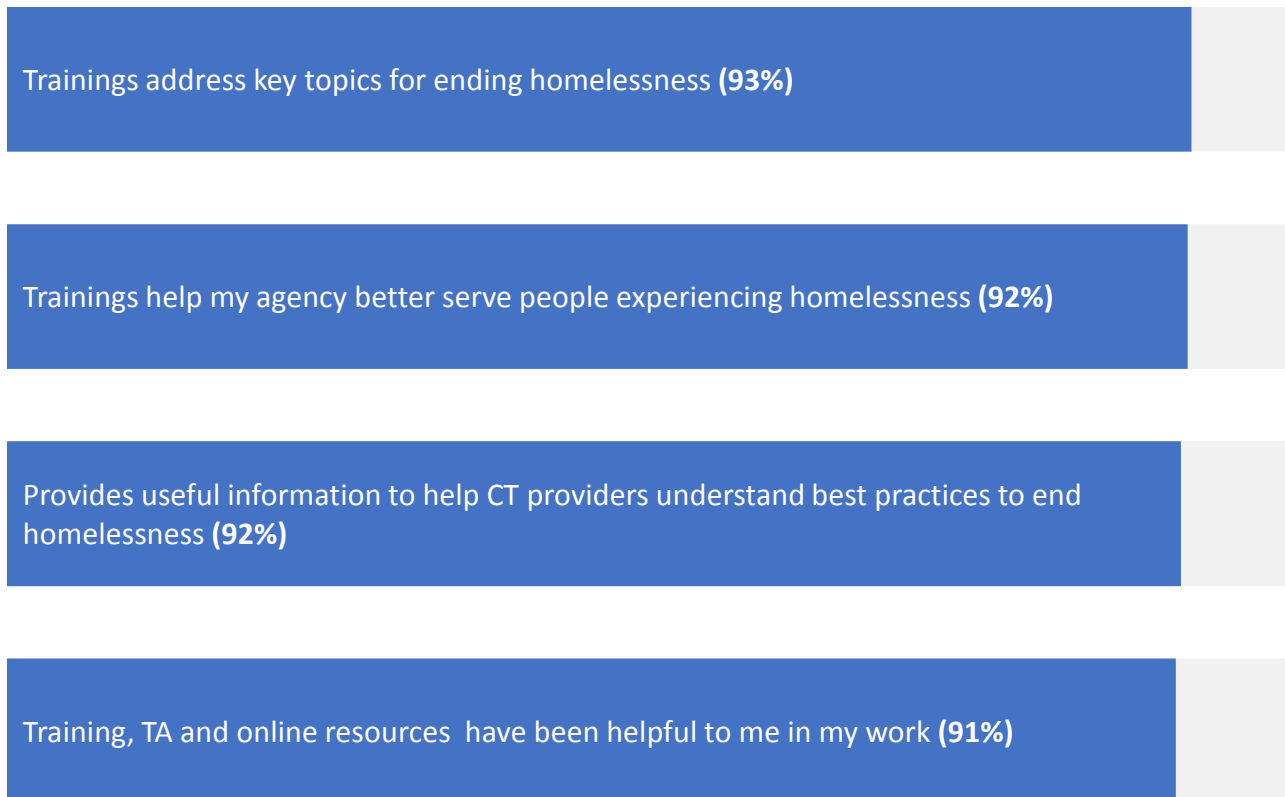 Trainings address key topics for ending homelessness (93%)
Trainings help my agency better serve people experiencing homelessness (92%)
Provides useful information to help CT providers understand best practices to end
homelessness (92%)
Training, TA and online resources  have been helpful to me in my work (91%)